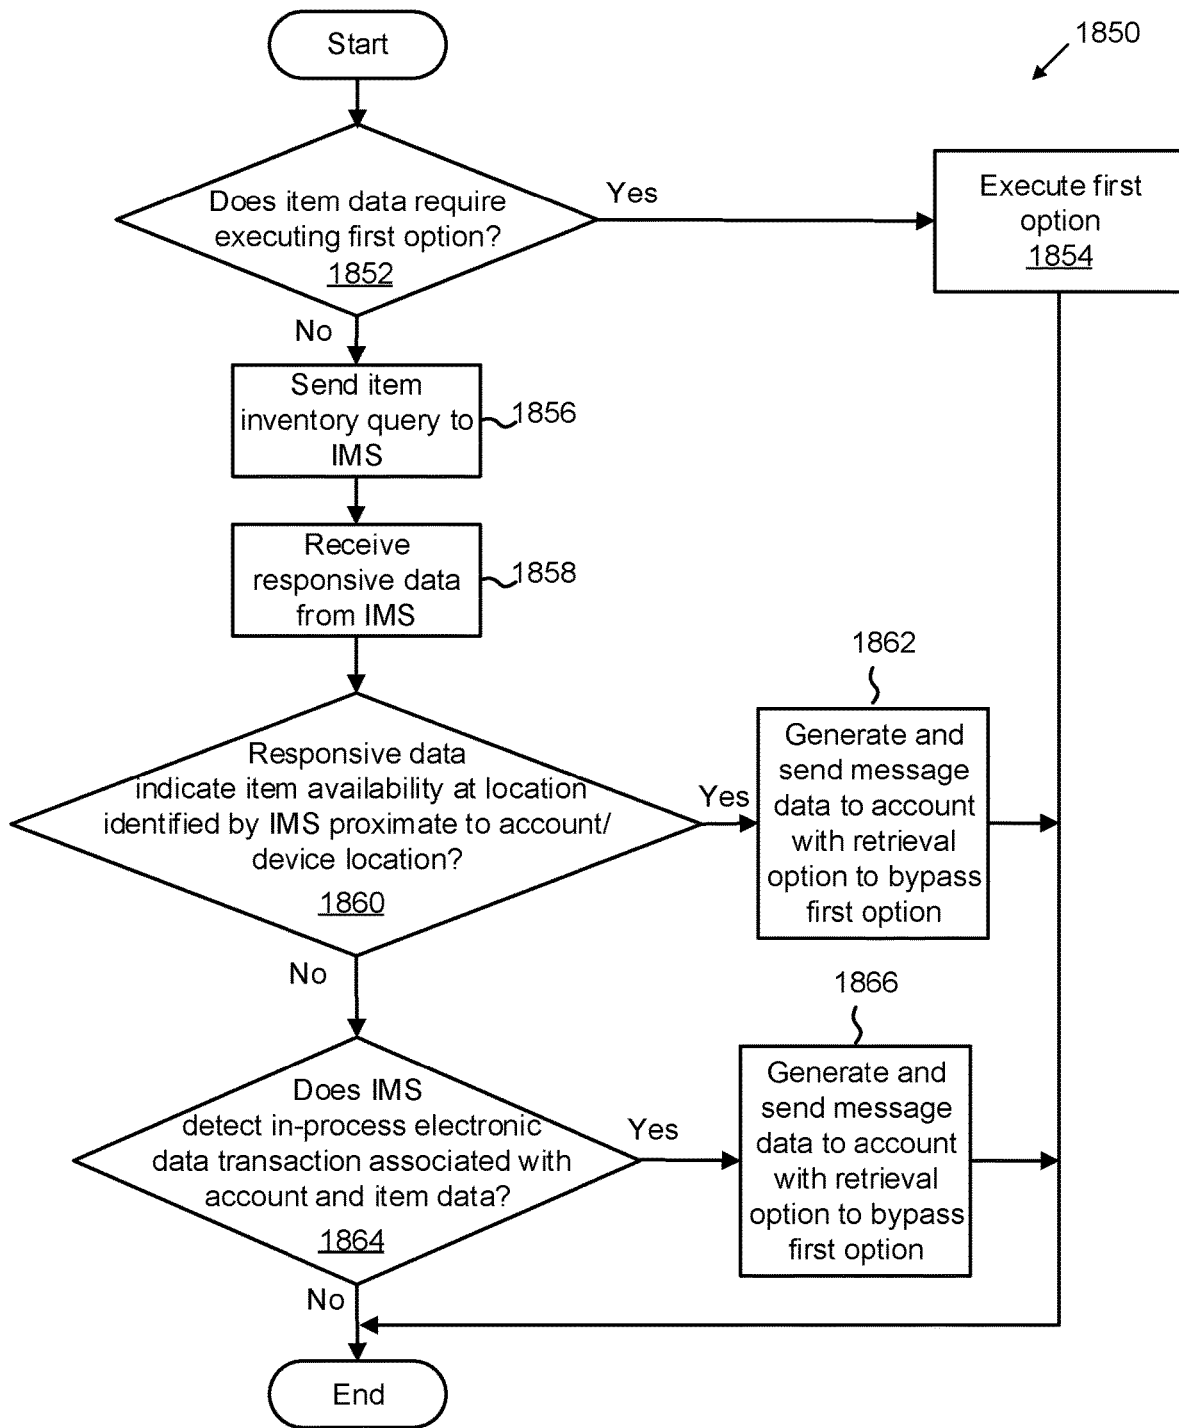 Start
1850
Does item data require
executing first option?
1852
Yes
Execute first
option
1854
No
Send item
inventory query to
IMS
1856
Receive
responsive data
from IMS
1858
Responsive data
indicate item availability at location
identified by IMS proximate to account/
device location?
1860
Yes
1862
Generate and
send message
data to account
with retrieval
option to bypass
first option
No
Does IMS
detect in-process electronic
data transaction associated with
account and item data?
1864
Yes
1866
Generate and
send message
data to account
with retrieval
option to bypass
first option
No
End